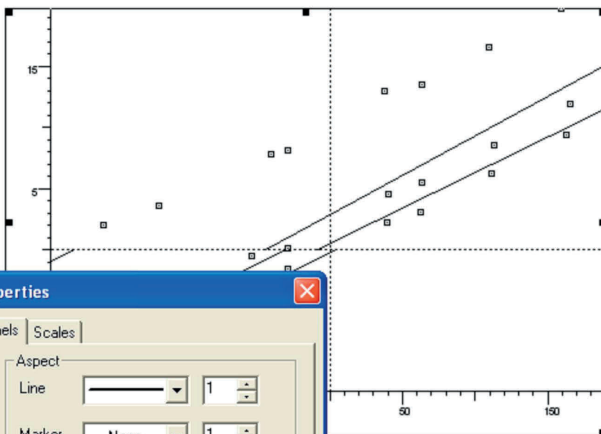 15
5
perties
nels Scales
Aspect
Line 1
50 150
Marker 1